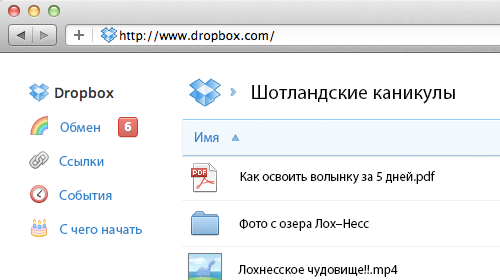 http://www.dropbox.com/
Dropbox
Обмен 6
Ссылки
События
С чего начать
Шотландские каникулы
Имя
PDF
Как освоить волынку за 5 дней.pdf
Фото с озера Лох-Несс
Лохнесское чудовище!!.mp4